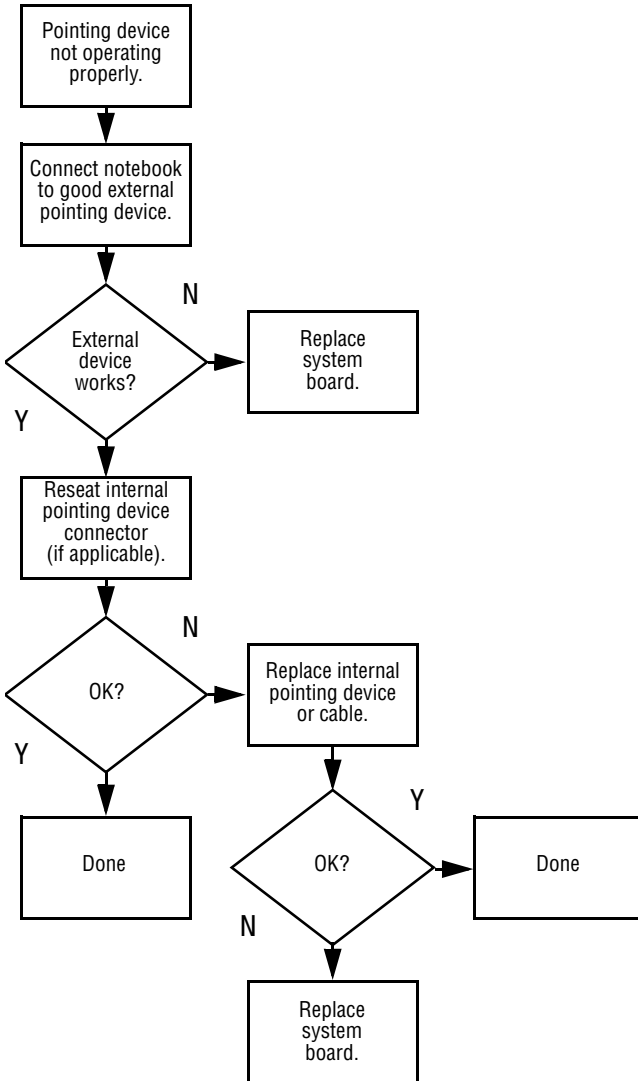 Pointing device
not operating
properly.
Connect notebook
to good external
pointing device.
N
External
device
works?
Replace
system
board.
Y
Reseat internal
pointing device
connector
(if applicable).
N
OK?
Replace internal
pointing device
or cable.
Y
Y
Done
OK?
Done
N
Replace
system
board.